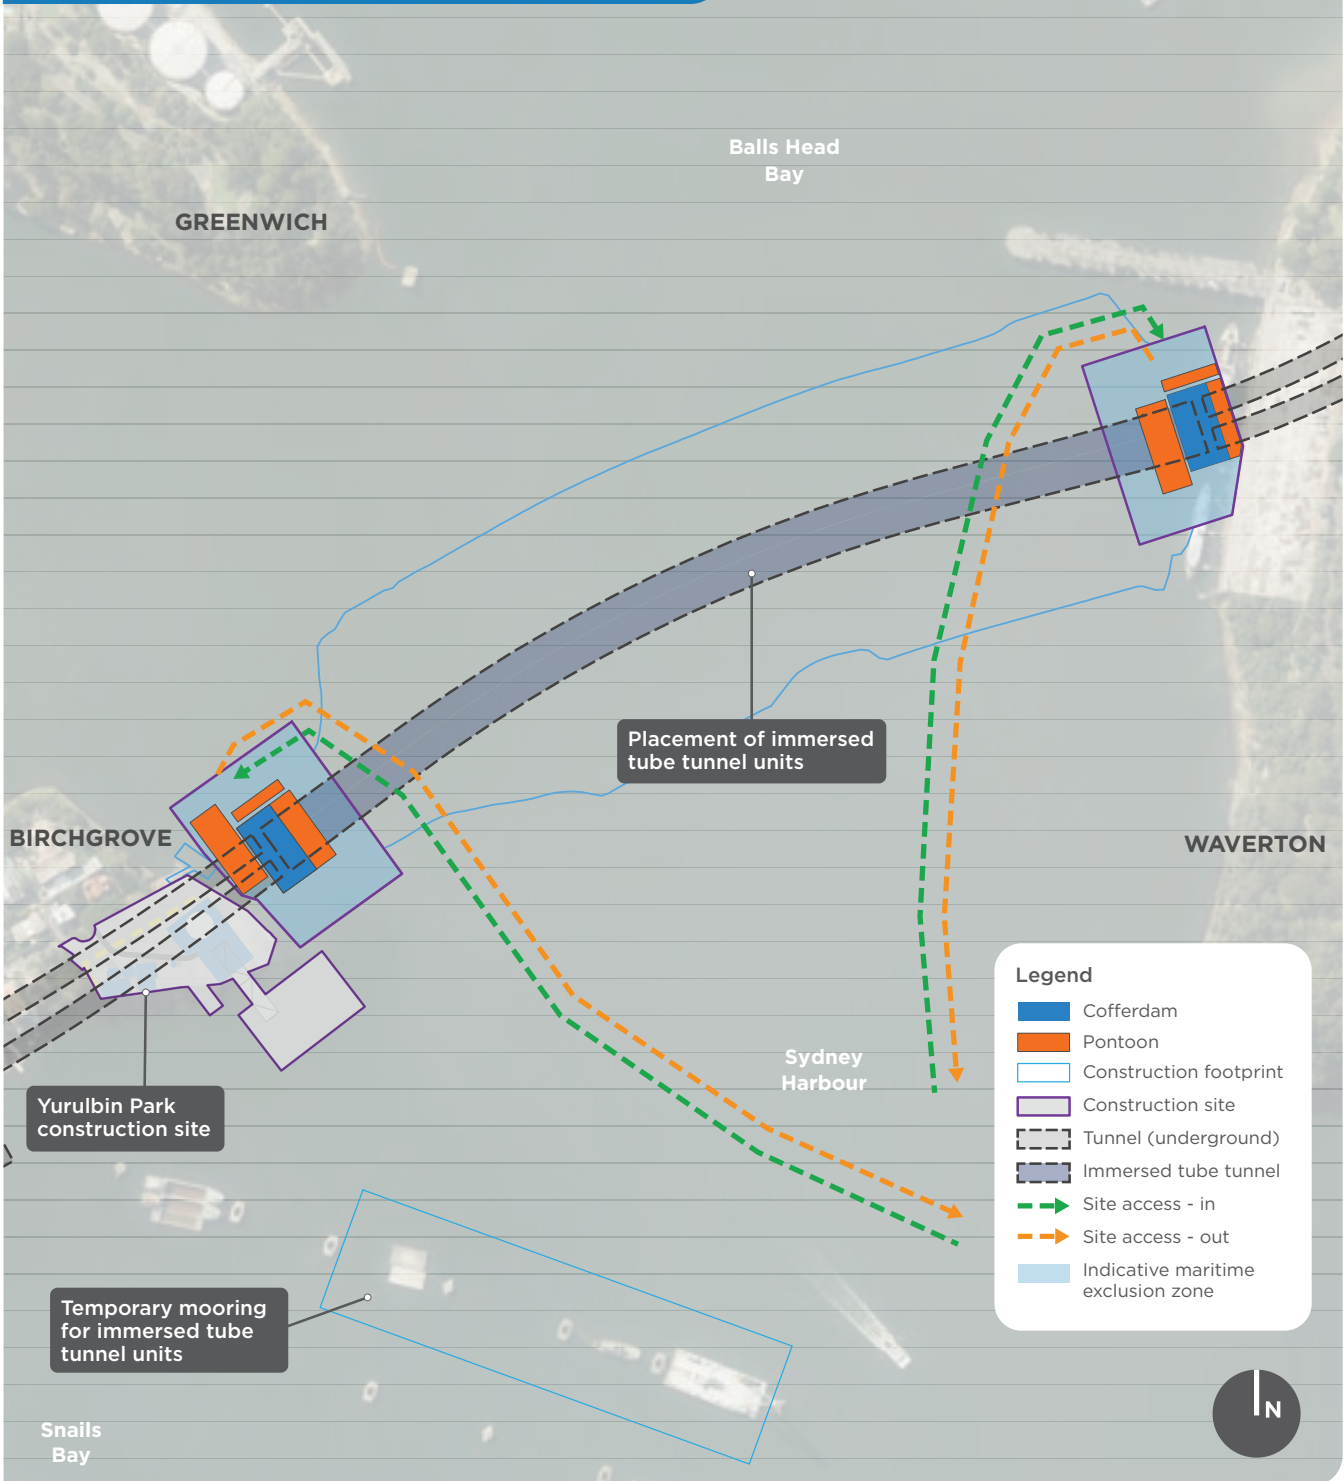 Balls Head
Bay
GREENWICH
Placement of immersed
tube tunnel units
BIRCHGROVE
WAVERTON
Yurulbin Park
construction site
Sydney
Harbour
Legend
Cofferdam
Pontoon
Construction footprint
Construction site
Tunnel (underground)
Immersed tube tunnel
Site access - in
Site access - out
Indicative maritime
exclusion zone
Temporary mooring
for immersed tube
tunnel units
Snails
Bay
N